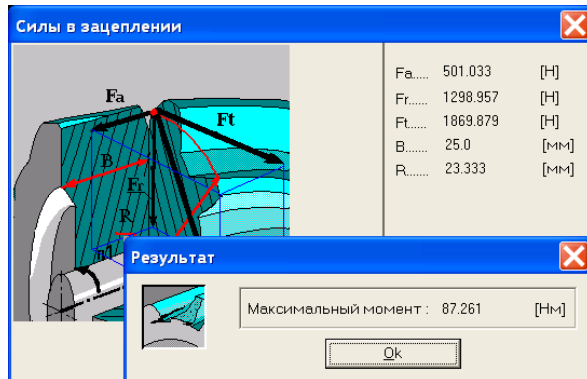 Силы в зацеплении
Fa
Ft
B
Fr
R
n1
Fa..... 501.033 [Н]
Fr...... 1298.957 [Н]
Ft...... 1869.879 [Н]
B....... 25.0 [мм]
R....... 23.333 [мм]
Результат
Максимальный момент : 87.261 [Нм]
Ok